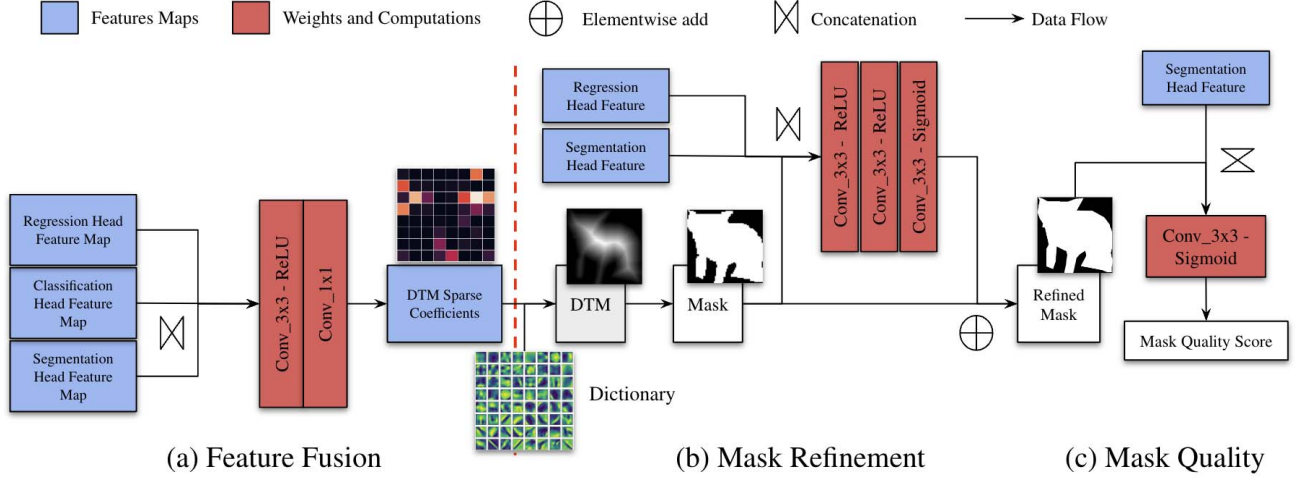 Features Maps
Weights and Computations
Elementwise add
Concatenation
Data Flow
Regression Head
Feature Map
Classification
Head Feature
Map
Segmentation
Head Feature
Map
Conv_3x3 - ReLU
Conv_1x1
DTM Sparse
Coefficients
Dictionary
Regression
Head Feature
Segmentation
Head Feature
DTM
Mask
Conv_3x3 - ReLU
Conv_3x3 - ReLU
Conv_3x3 - Sigmoid
Refined
Mask
Segmentation
Head Feature
Conv_3x3 -
Sigmoid
Mask Quality Score
(a) Feature Fusion
(b) Mask Refinement
(c) Mask Quality